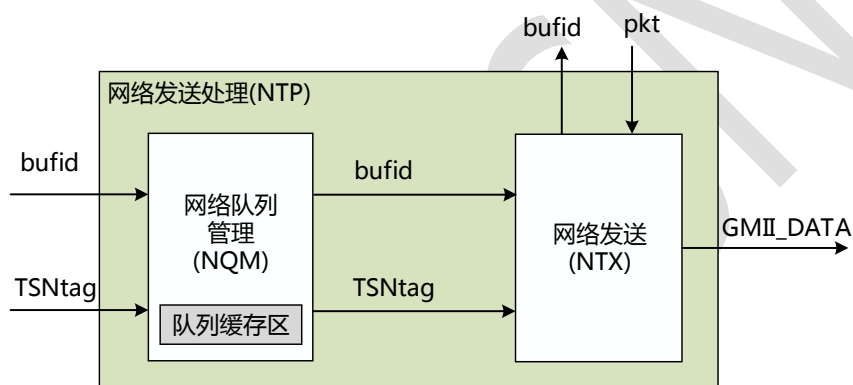 bufid
pkt
网络发送处理(NTP)
bufid
bufid
网络队列
管理
(NQM)
网络发送
(NTX)
GMII_DATA
TSNtag
TSNtag
队列缓存区